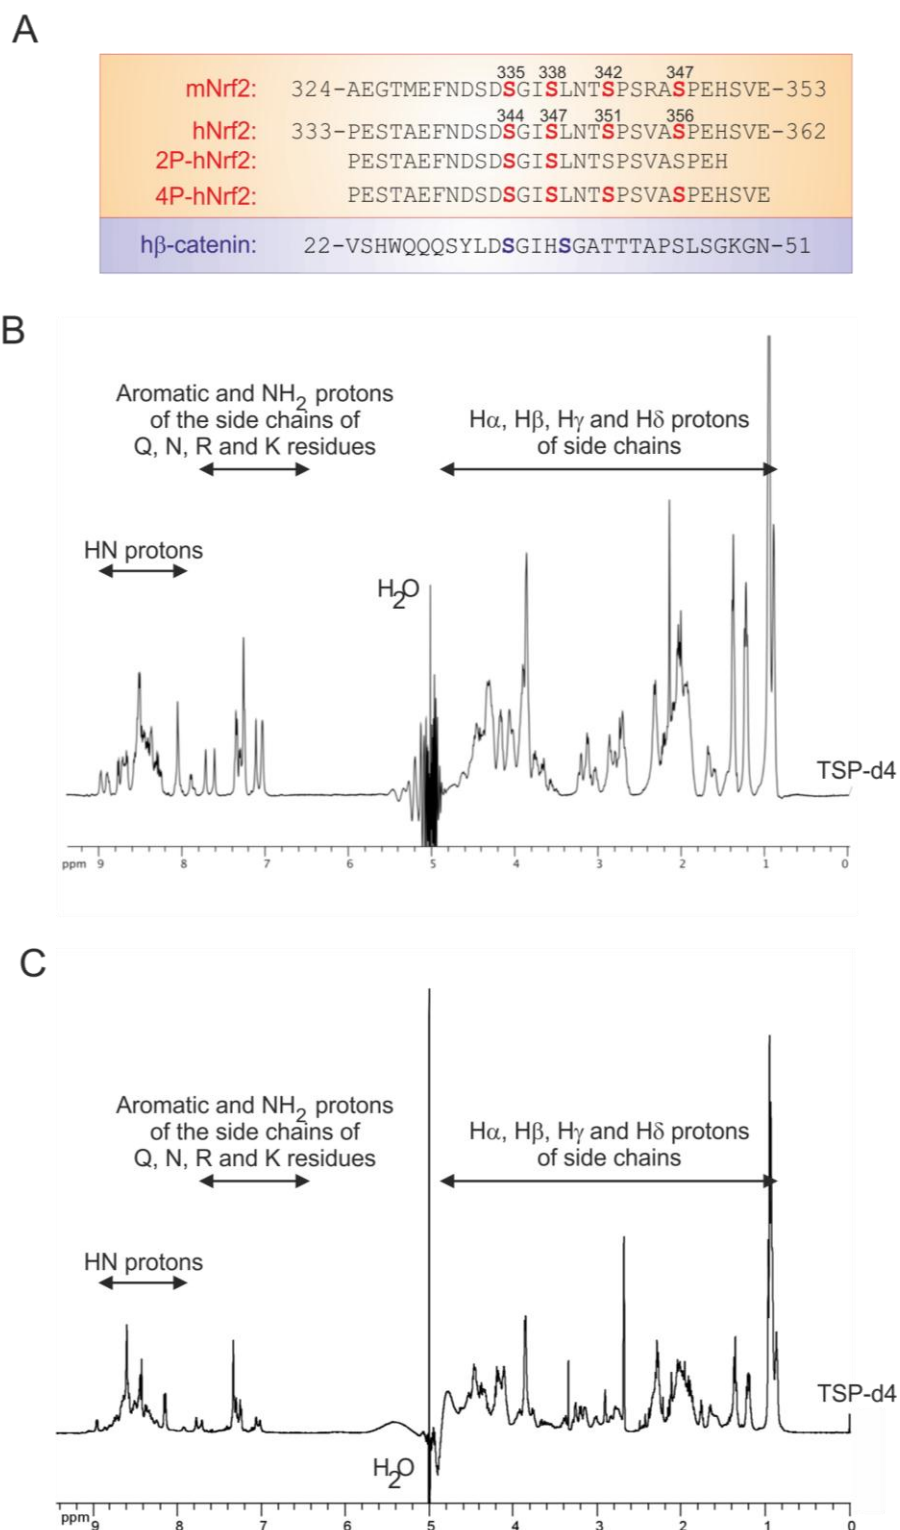 A
335 338 342 347
mNrf2: 324-AEGTMEFNDSDSGISLNTSPSRASPEHSVE-353
344 347 351 356
hNrf2: 333-PESTAEFNDSDSGISLNTSPSVASPEHSVE-362
2P-hNrf2: PESTAEFNDSDSGISLNTSPSVASPEH
4P-hNrf2: PESTAEFNDSDSGISLNTSPSVASPEHSVE
hβ-catenin: 22-VSHWQQQSYLDSGIHSGATTTAPSLSGKGN-51
B
Aromatic and NH2 protons
of the side chains of
Q, N, R and K residues
Hα, Hβ, Hγ and Hδ protons
of side chains
HN protons
H2O
TSP-d4
ppm 9 8 7 6 5 4 3 2 1 0
C
Aromatic and NH2 protons
of the side chains of
Q, N, R and K residues
Hα, Hβ, Hγ and Hδ protons
of side chains
HN protons
TSP-d4
H2O
ppm 9 8 7 6 5 4 3 2 1 0